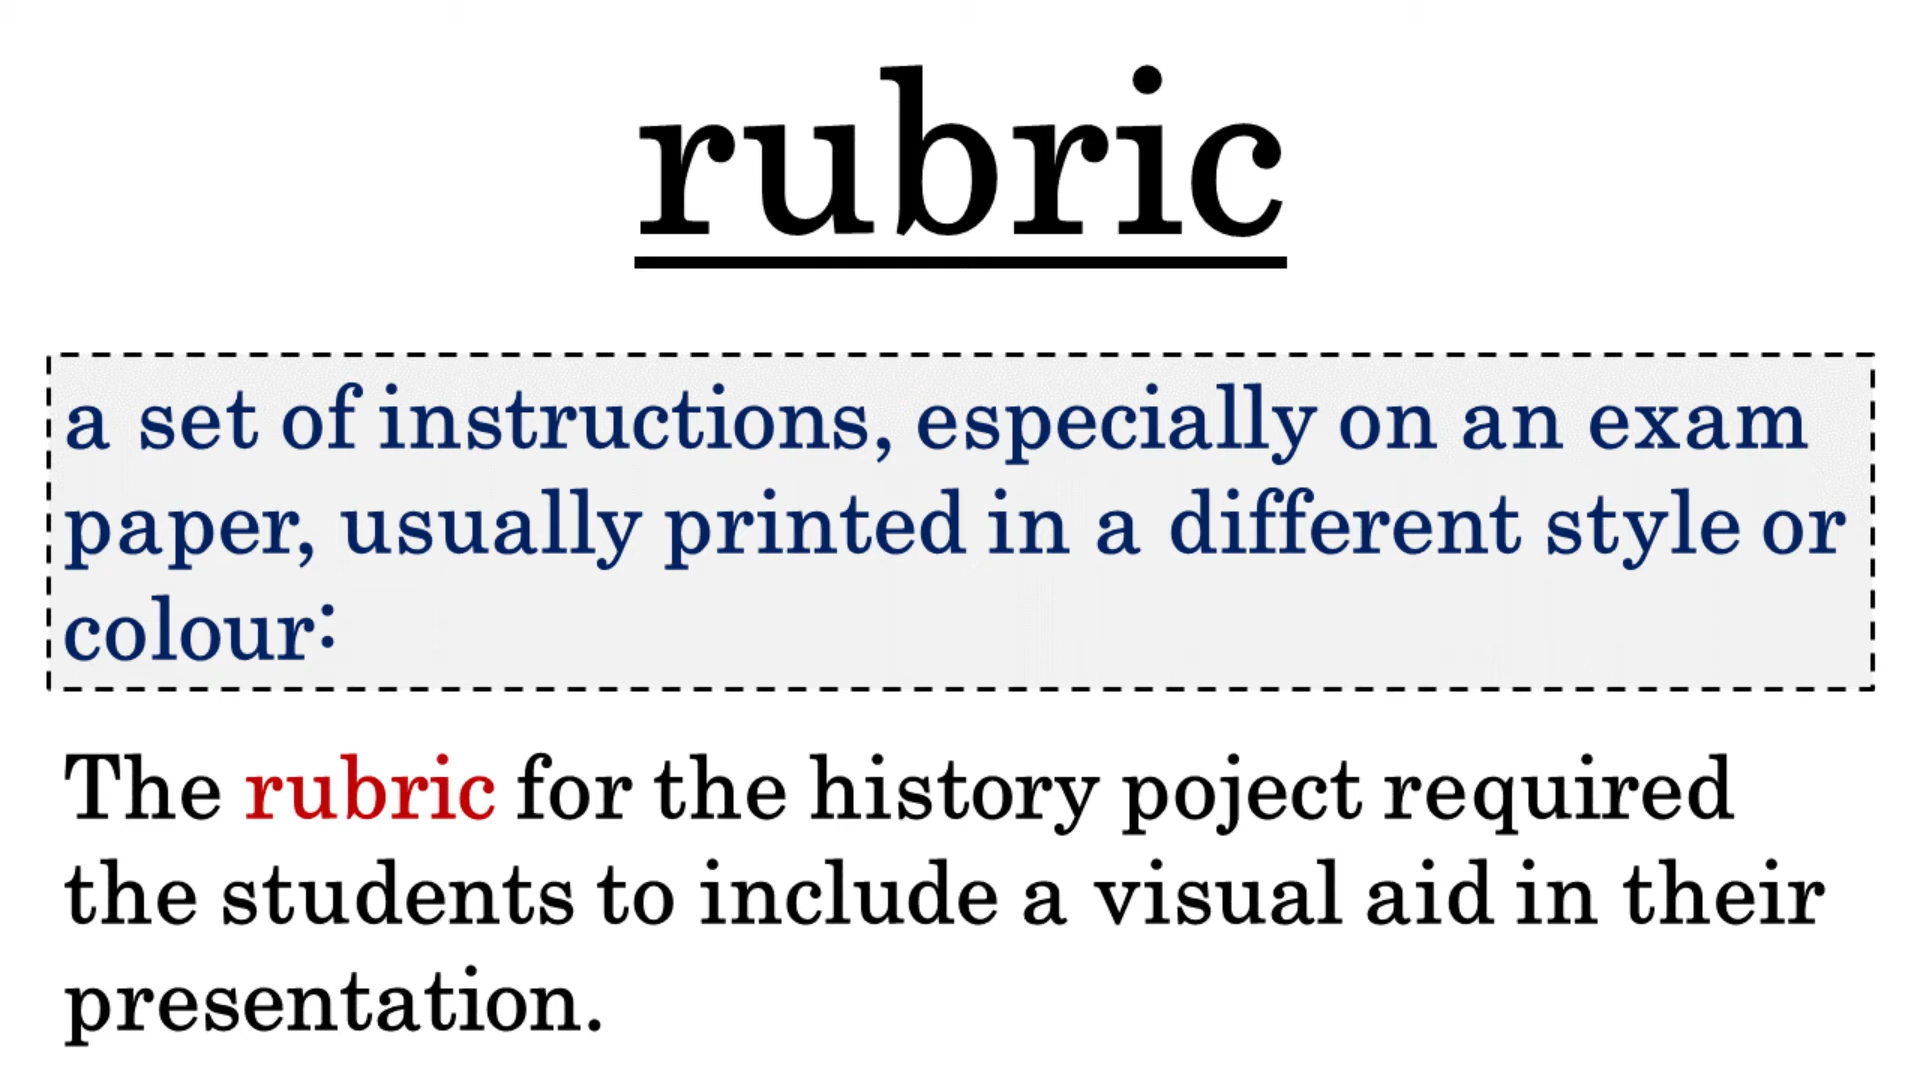 rubric
a set of instructions, especially on an exam
paper, usually printed in a different style or
colour:
The rubric for the history poject required
the students to include a visual aid in their
presentation.